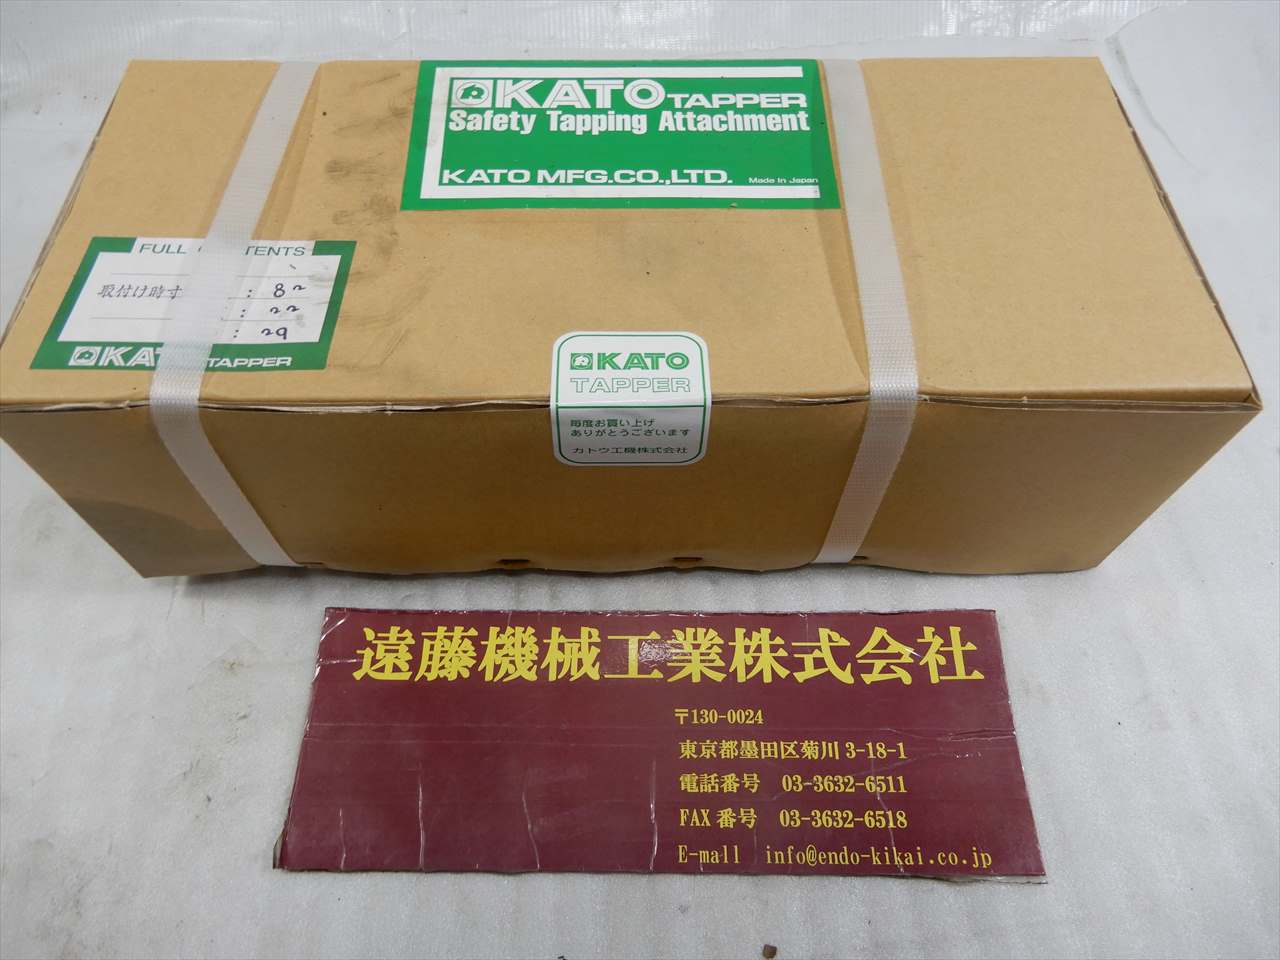 KATO TAPPER
Safety Tapping Attachment
KATO MFG.CO.,LTD. Made In Japan
FULL TENTS
取付け時寸 : 82
: 22
: 29
KATO TAPPER
KATO
TAPPER
毎度お買い上げ
ありがとうございます
カトウ工機株式会社
遠藤機械工業株式会社
〒130-0024
東京都墨田区菊川 3-18-1
電話番号 03-3632-6511
FAX 番号 03-3632-6518
E-mall info@endo-kikai.co.jp